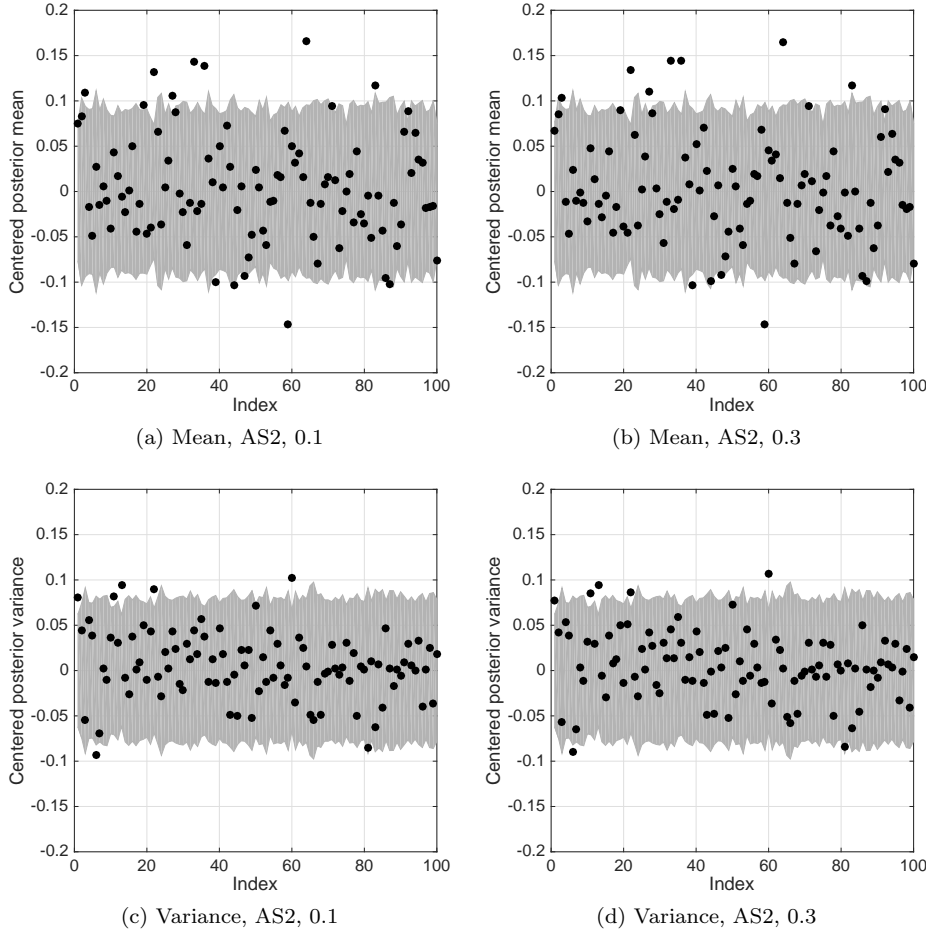 0.2
0.15
0.1
0.05
0
-0.05
-0.1
-0.15
-0.2
Centered posterior mean
0 20 40 60 80 100
Index
(a) Mean, AS2, 0.1
0.2
0.15
0.1
0.05
0
-0.05
-0.1
-0.15
-0.2
Centered posterior mean
0 20 40 60 80 100
Index
(b) Mean, AS2, 0.3
0.2
0.15
0.1
0.05
0
-0.05
-0.1
-0.15
-0.2
Centered posterior variance
0 20 40 60 80 100
Index
(c) Variance, AS2, 0.1
0.2
0.15
0.1
0.05
0
-0.05
-0.1
-0.15
-0.2
Centered posterior variance
0 20 40 60 80 100
Index
(d) Variance, AS2, 0.3